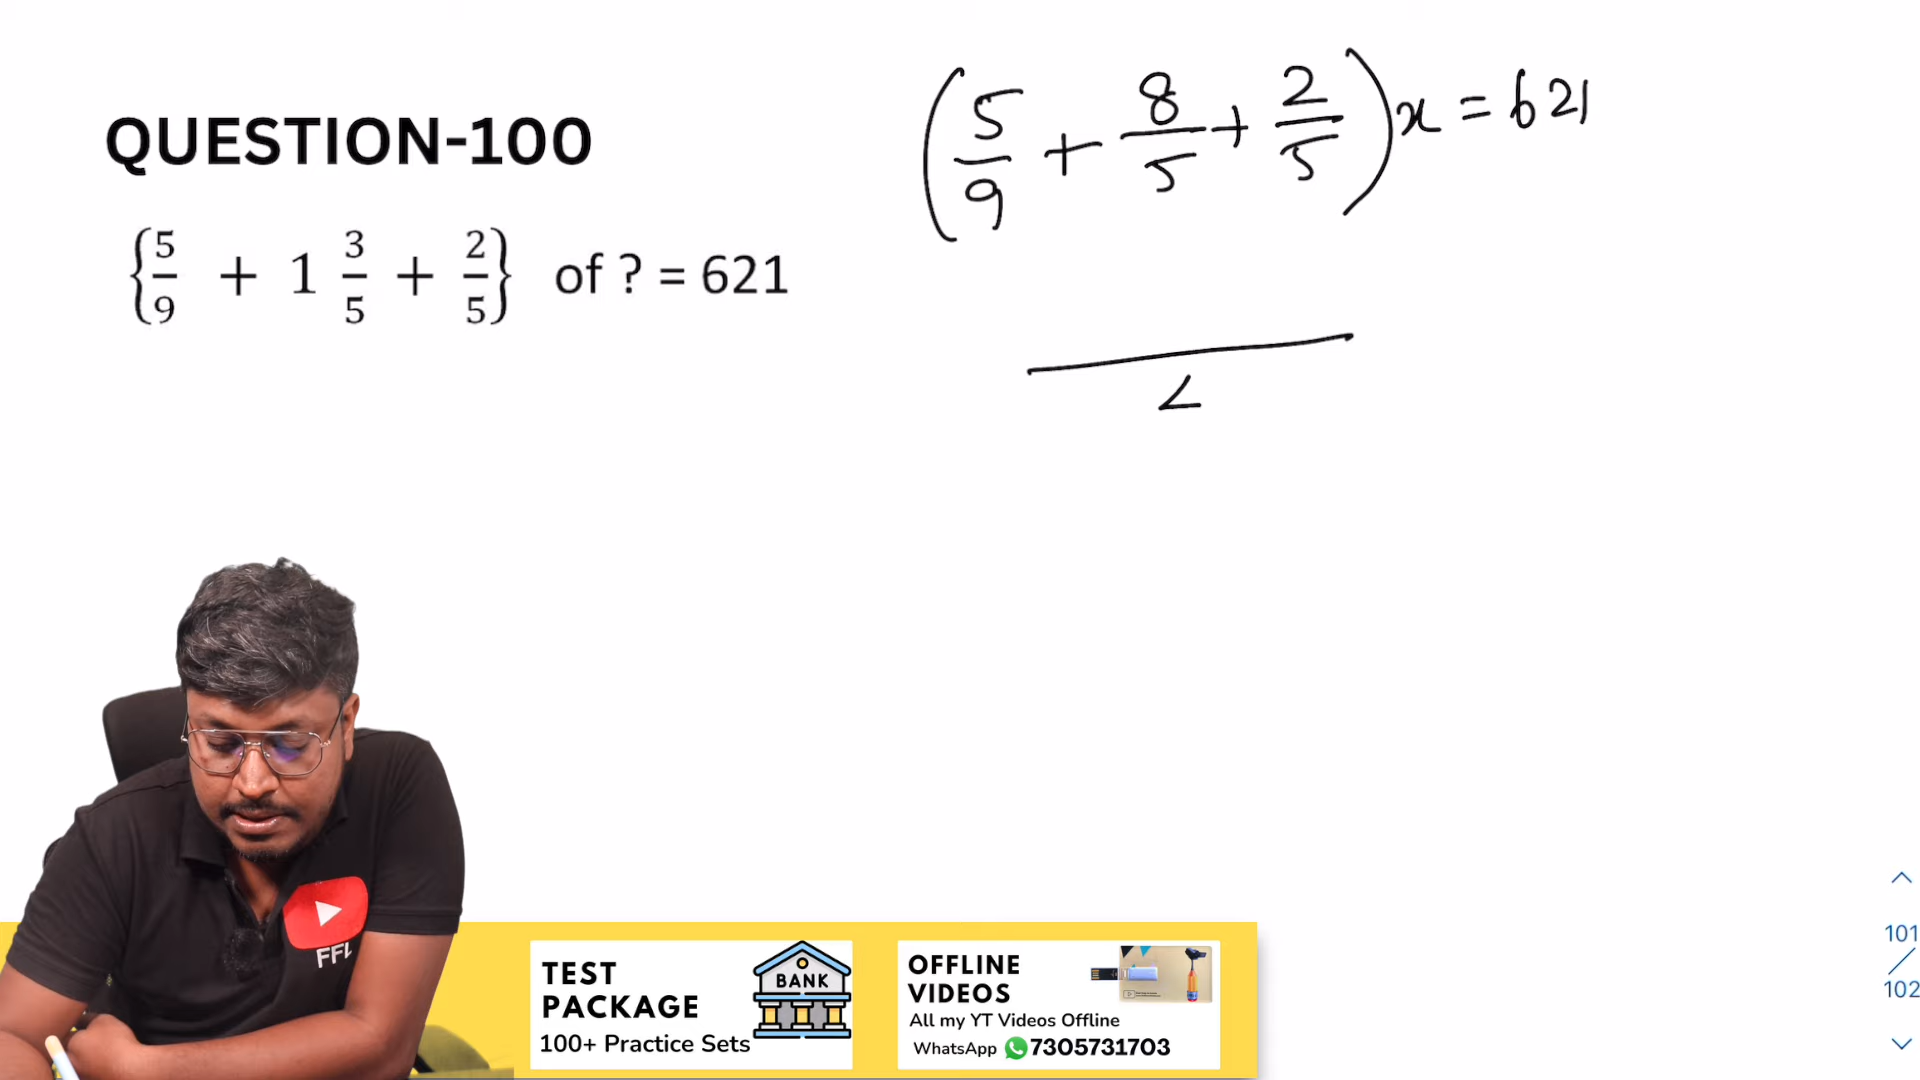 QUESTION-100
{5/9 + 1 3/5 + 2/5} of ? = 621
(5/9 + 8/5 + 2/5) x = 621
FFL
TEST
PACKAGE
100+ Practice Sets
BANK
OFFLINE
VIDEOS
All my YT Videos Offline
WhatsApp 7305731703
101
/
102